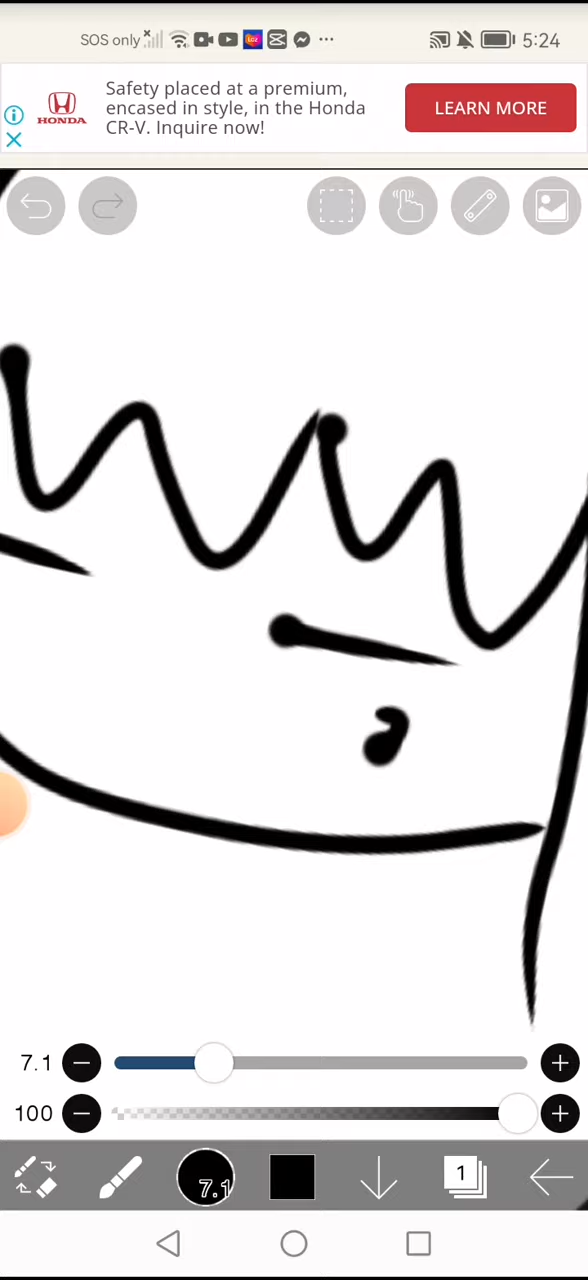 SOS only 5:24
Safety placed at a premium,
encased in style, in the Honda
CR-V. Inquire now!
HONDA
LEARN MORE
7.1
100
7.1
1